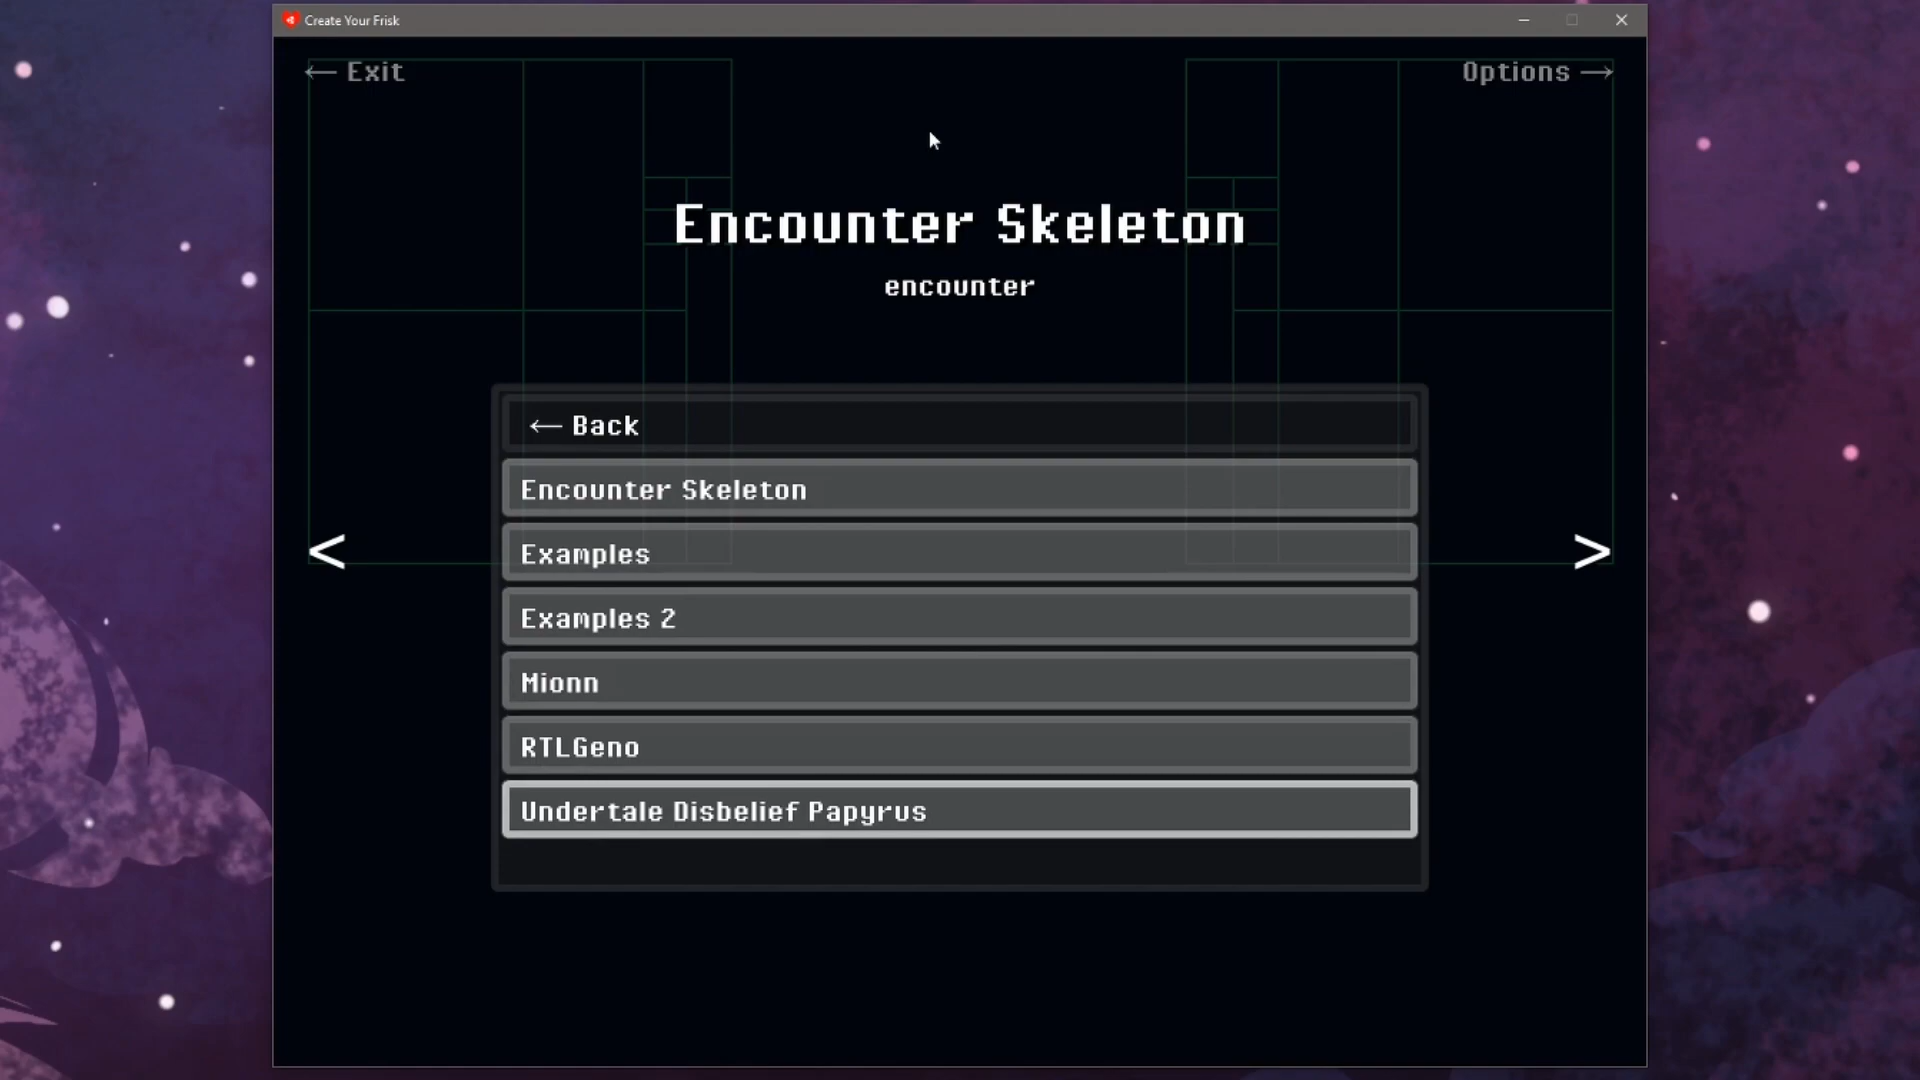 Create Your Frisk
← Exit
Options →
Encounter Skeleton
encounter
← Back
Encounter Skeleton
Examples
Examples 2
Mionn
RTLGeno
Undertale Disbelief Papyrus
< >